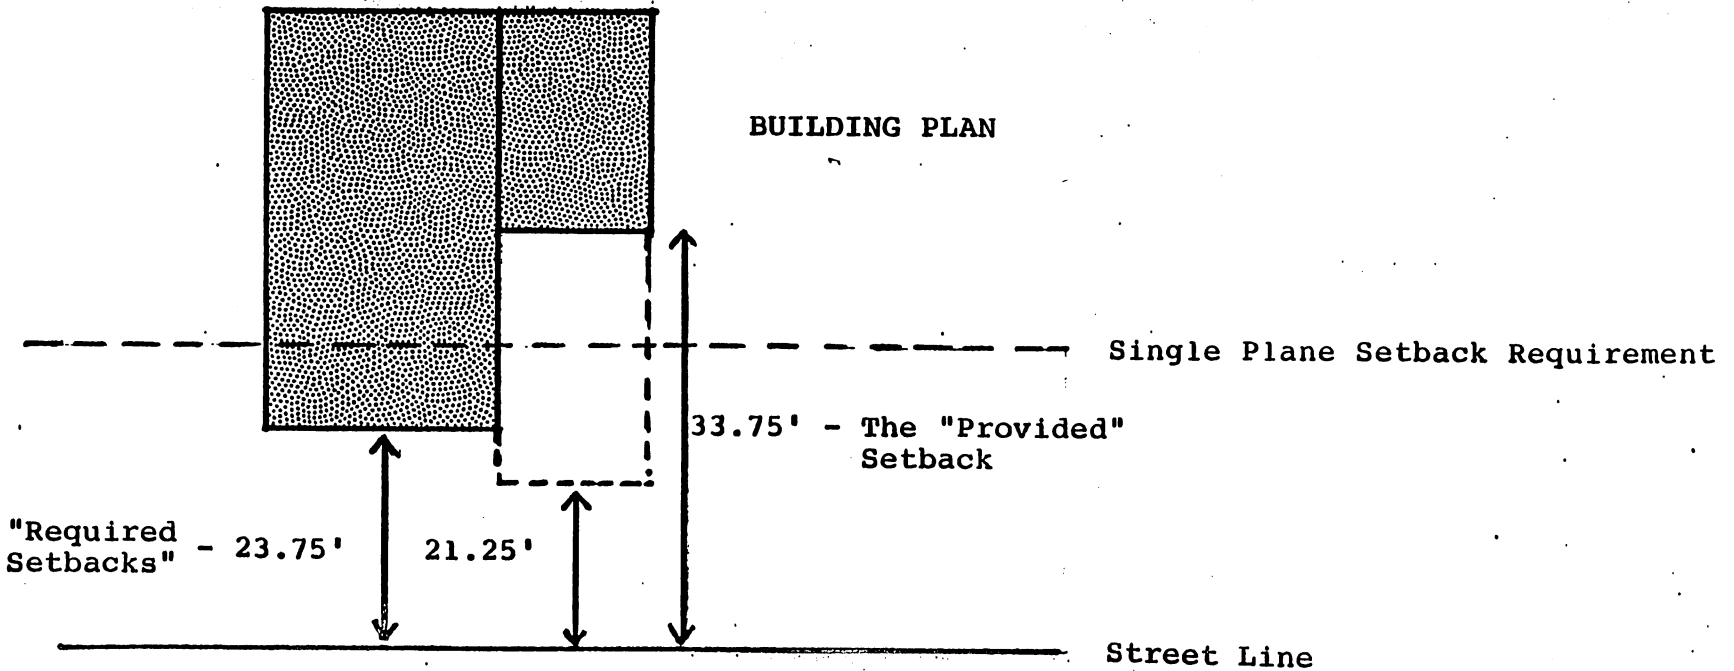 BUILDING PLAN
Single Plane Setback Requirement
33.75' - The "Provided"
Setback
"Required
Setbacks" - 23.75'
21.25'
Street Line